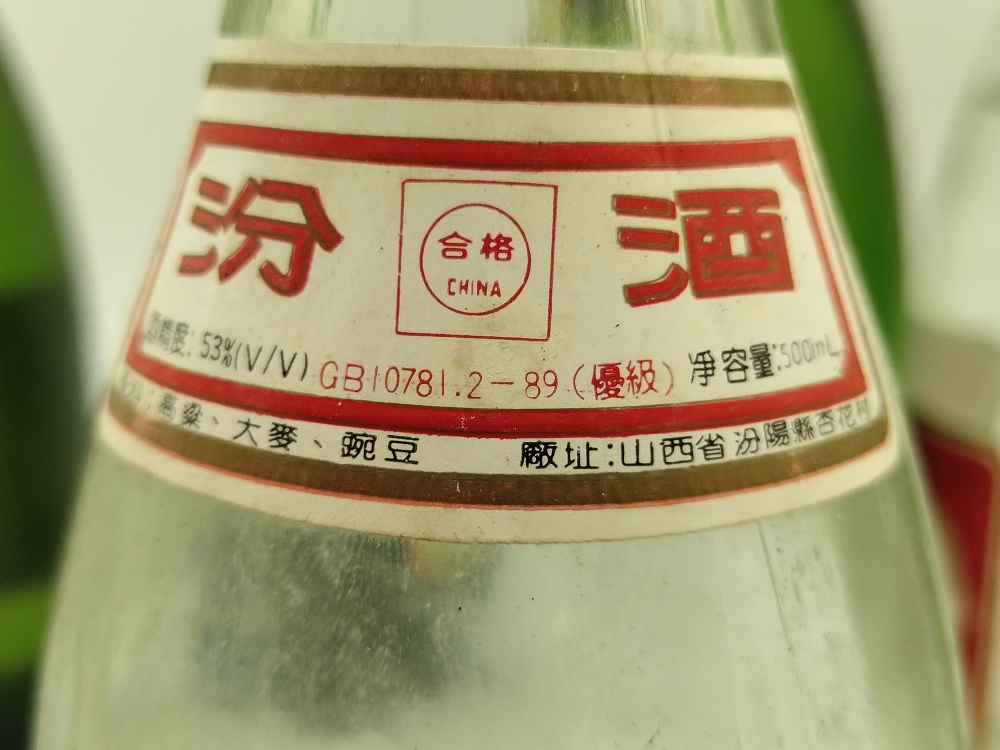 汾 酒
合格
CHINA
酒精度:53%(V/V) GB10781.2-89(優級) 淨容量:500mL
高粱、大麥、豌豆 廠址:山西省汾陽縣杏花村